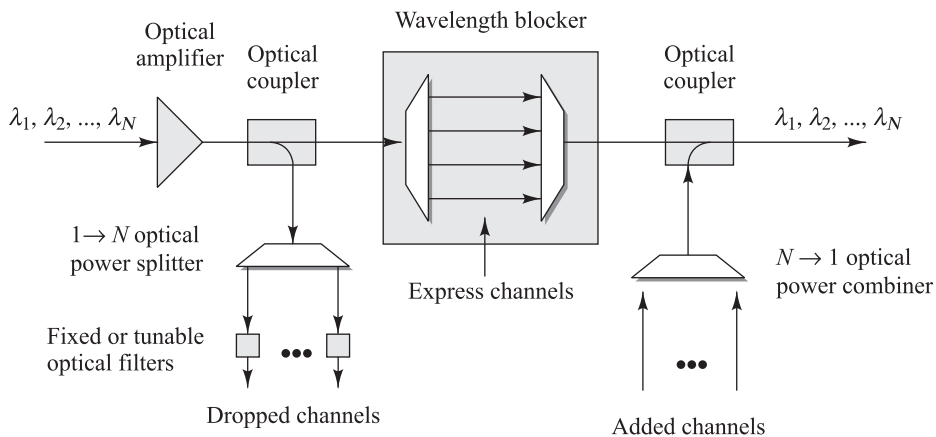 Wavelength blocker
Optical
amplifier
Optical
coupler
Optical
coupler
λ1, λ2, ..., λN
λ1, λ2, ..., λN
1→ N optical
power splitter
N → 1 optical
power combiner
Express channels
Fixed or tunable
optical filters
Dropped channels
Added channels